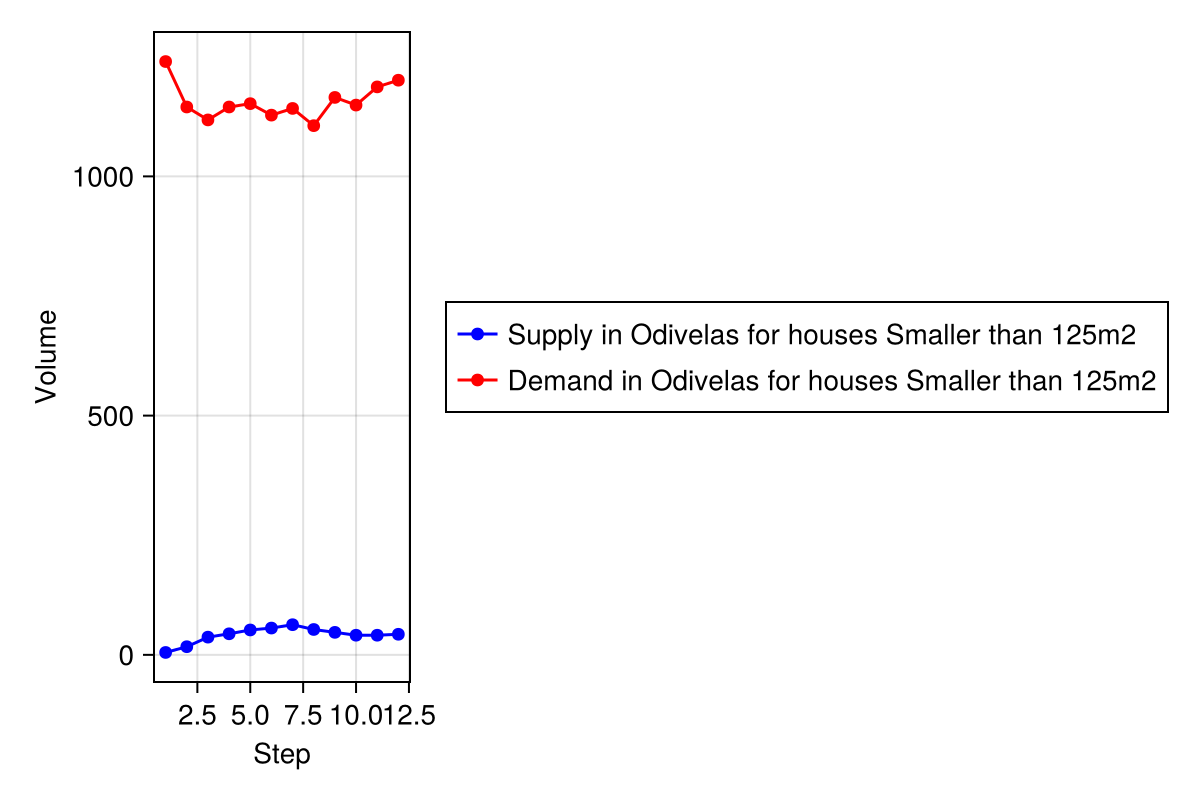 Volume
1000
500
0
2.5 5.0 7.5 10.0 12.5
Step
Supply in Odivelas for houses Smaller than 125m2
Demand in Odivelas for houses Smaller than 125m2